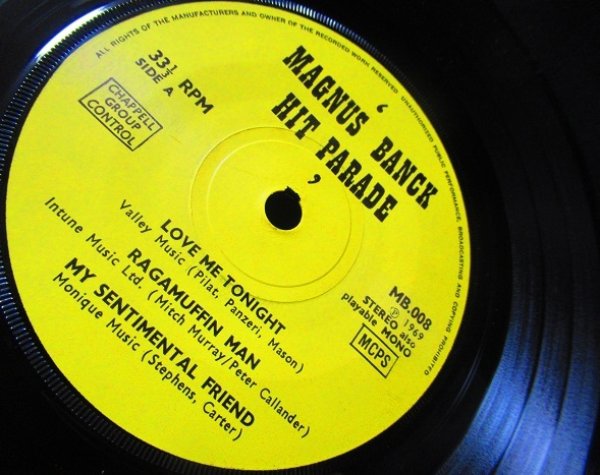 ALL RIGHTS OF THE MANUFACTURERS AND OWNER OF THE RECORDED WORK RESERVED UNAUTHORISED PUBLIC PERFORMANCE, BROADCASTING AND COPYING PROHIBITED
33⅓ RPM
SIDE A
CHAPPELL
GROUP
CONTROL
'
MAGNUS BANCK
HIT PARADE
'
MB.008
STEREO also
Ⓟ 1969
playable MONO
MCPS
LOVE ME TONIGHT
Valley Music (Pilat, Panzeri, Mason)
RAGAMUFFIN MAN
Intune Music Ltd. (Mitch Murray/Peter Callander)
MY SENTIMENTAL FRIEND
Monique Music (Stephens, Carter)